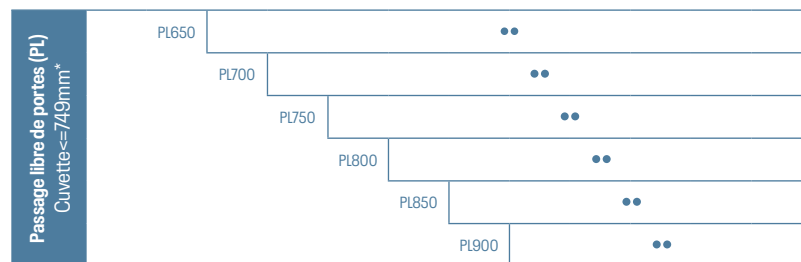 Passage libre de portes (PL)
Cuvette<=749mm*
PL650 ●●
PL700 ●●
PL750 ●●
PL800 ●●
PL850 ●●
PL900 ●●